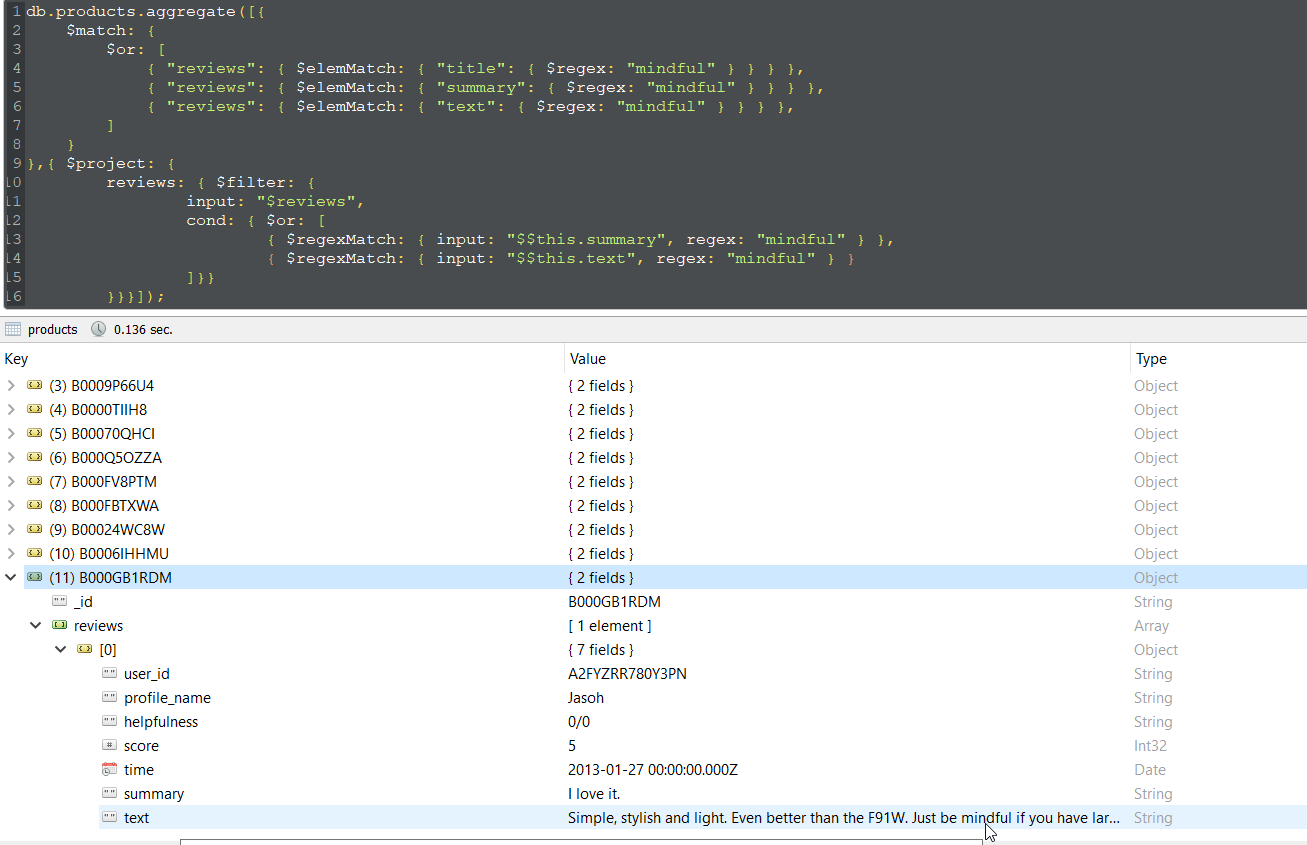 1 db.products.aggregate([{
2     $match: {
3         $or: [
4             { "reviews": { $elemMatch: { "title": { $regex: "mindful" } } } },
5             { "reviews": { $elemMatch: { "summary": { $regex: "mindful" } } } },
6             { "reviews": { $elemMatch: { "text": { $regex: "mindful" } } } },
7         ]
8     }
9 },{ $project: {
10         reviews: { $filter: {
11                 input: "$reviews",
12                 cond: { $or: [
13                         { $regexMatch: { input: "$$this.summary", regex: "mindful" } },
14                         { $regexMatch: { input: "$$this.text", regex: "mindful" } }
15                 ]}}
16         }}}]);
products 0.136 sec.
Key Value Type
(3) B0009P66U4 { 2 fields } Object
(4) B0000TIIH8 { 2 fields } Object
(5) B00070QHCI { 2 fields } Object
(6) B000Q5OZZA { 2 fields } Object
(7) B000FV8PTM { 2 fields } Object
(8) B000FBTXWA { 2 fields } Object
(9) B00024WC8W { 2 fields } Object
(10) B0006IHHMU { 2 fields } Object
(11) B000GB1RDM { 2 fields } Object
_id B000GB1RDM String
reviews [ 1 element ] Array
[0] { 7 fields } Object
user_id A2FYZRR780Y3PN String
profile_name Jasoh String
helpfulness 0/0 String
score 5 Int32
time 2013-01-27 00:00:00.000Z Date
summary I love it. String
text Simple, stylish and light. Even better than the F91W. Just be mindful if you have lar... String